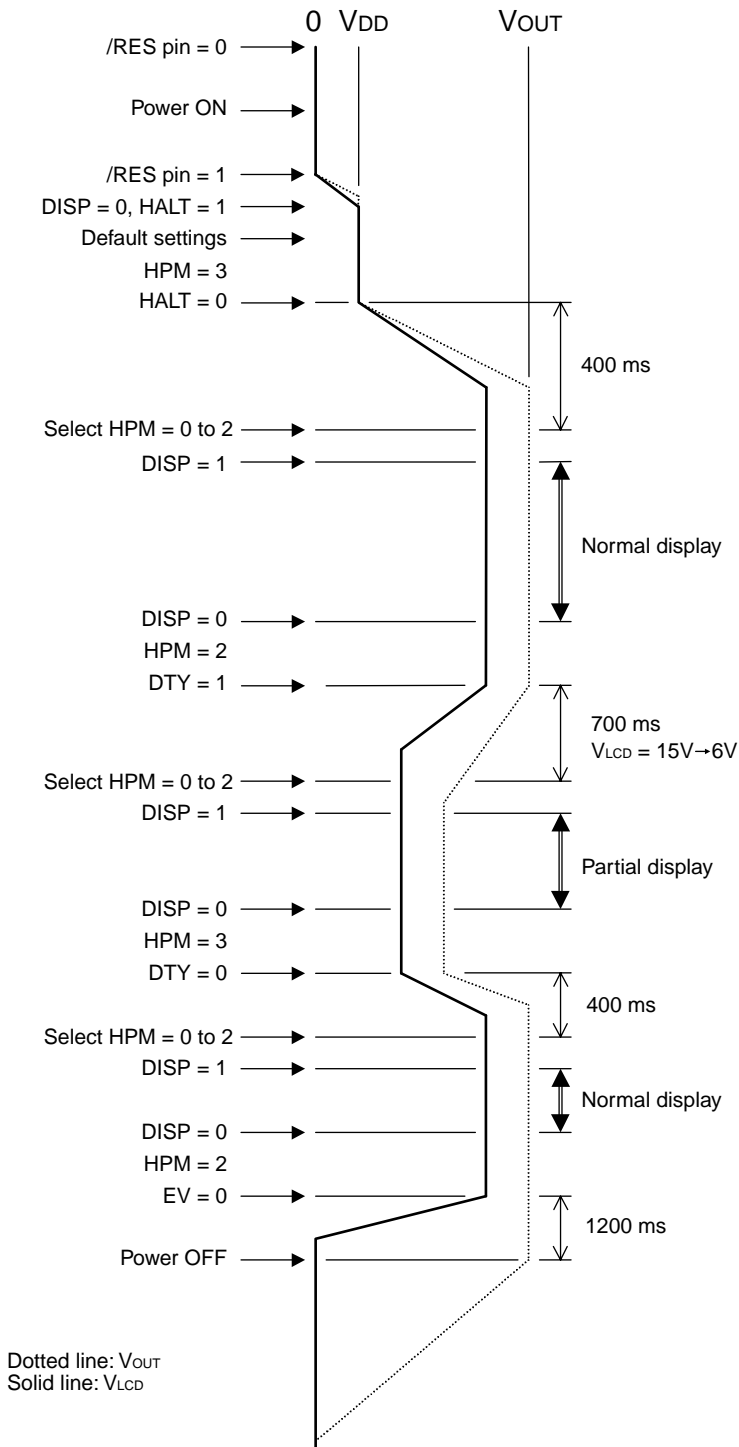 0 VDD VOUT
/RES pin = 0
Power ON
/RES pin = 1
DISP = 0, HALT = 1
Default settings
HPM = 3
HALT = 0
400 ms
Select HPM = 0 to 2
DISP = 1
Normal display
DISP = 0
HPM = 2
DTY = 1
700 ms
VLCD = 15V→6V
Select HPM = 0 to 2
DISP = 1
Partial display
DISP = 0
HPM = 3
DTY = 0
400 ms
Select HPM = 0 to 2
DISP = 1
Normal display
DISP = 0
HPM = 2
EV = 0
1200 ms
Power OFF
Dotted line: VOUT
Solid line: VLCD